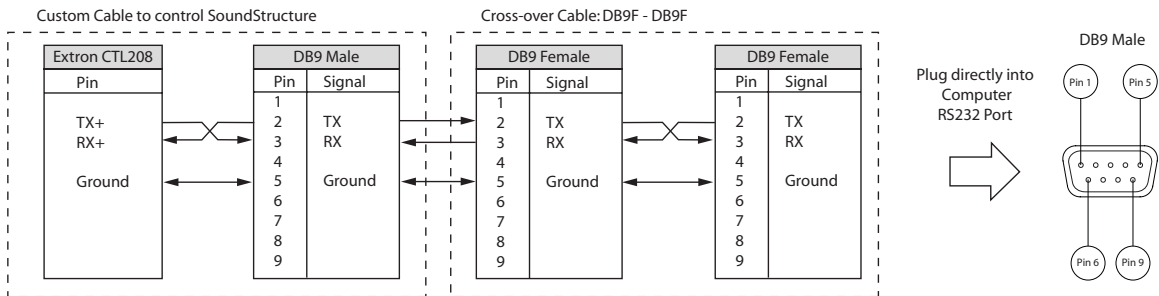 Custom Cable to control SoundStructure
Cross-over Cable: DB9F - DB9F
Extron CTL208
Pin
TX+
RX+
Ground
DB9 Male
Pin Signal
1
2 TX
3 RX
4
5 Ground
6
7
8
9
DB9 Female
Pin Signal
1
2 TX
3 RX
4
5 Ground
6
7
8
9
DB9 Female
Pin Signal
1
2 TX
3 RX
4
5 Ground
6
7
8
9
Plug directly into
Computer
RS232 Port
DB9 Male
Pin 1
Pin 5
Pin 6
Pin 9